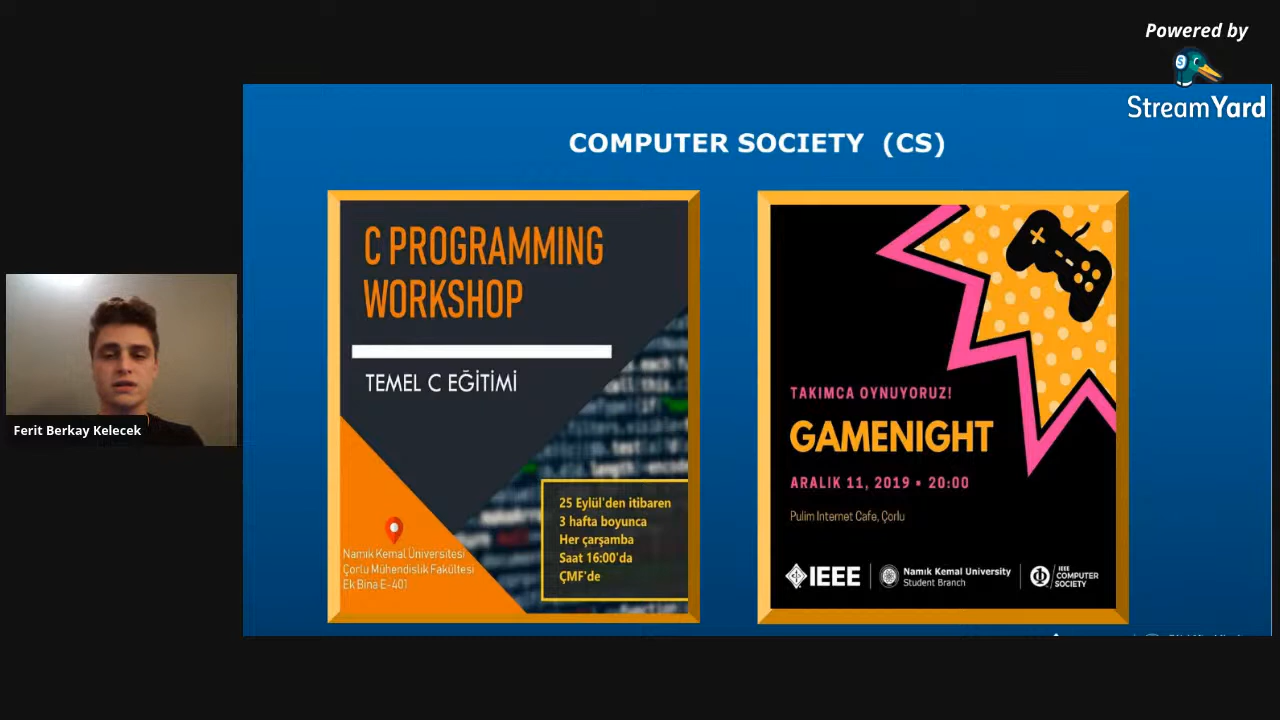 Powered by
StreamYard
COMPUTER SOCIETY (CS)
C PROGRAMMING
WORKSHOP
TEMEL C EĞİTİMİ
25 Eylül'den itibaren
3 hafta boyunca
Her çarşamba
Saat 16:00'da
ÇMF'de
Namık Kemal Üniversitesi
Çorlu Mühendislik Fakültesi
Ek Bina E-401
TAKIMCA OYNUYORUZ!
GAMENIGHT
ARALIK 11, 2019 • 20:00
Pulim Internet Cafe, Çorlu
IEEE
Namık Kemal University
Student Branch
IEEE
COMPUTER
SOCIETY
Ferit Berkay Kelecek